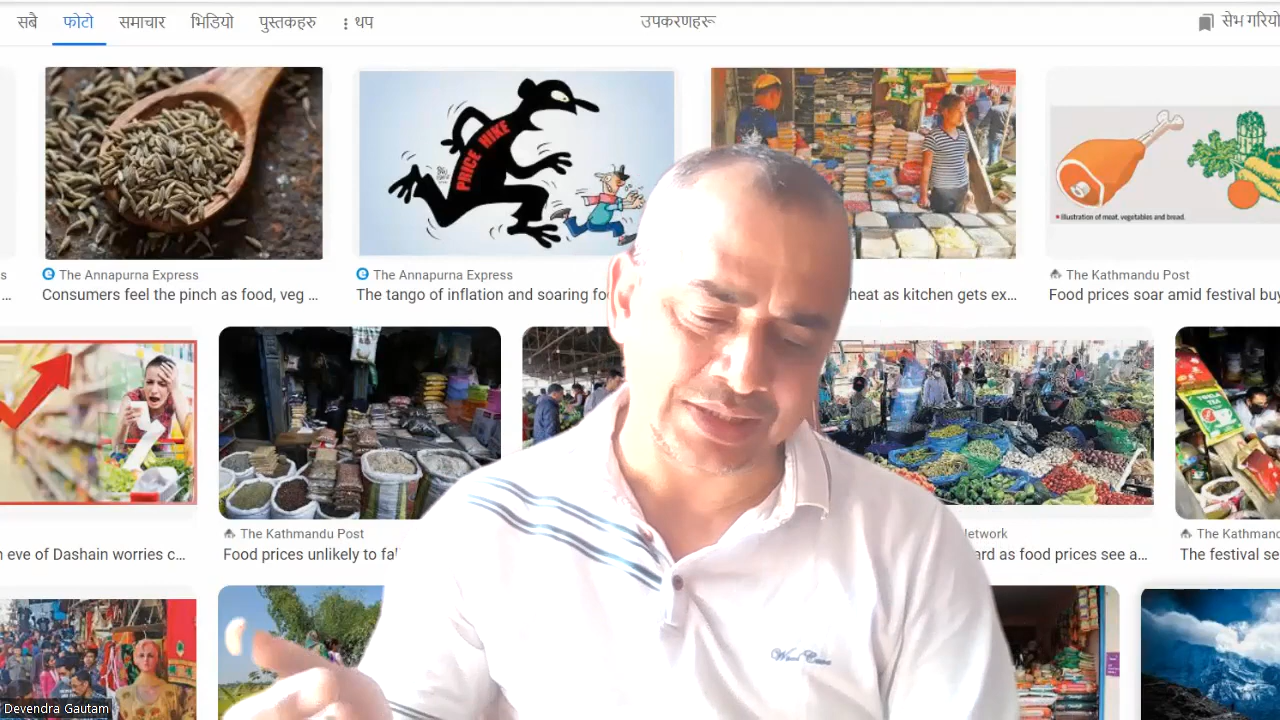 सबै फोटो समाचार भिडियो पुस्तकहरु थप उपकरणहरू सेभ गरियो
PRICE HIKE
Illustration of meat, vegetables and bread.
s The Annapurna Express The Annapurna Express The Kathmandu Post
... Consumers feel the pinch as food, veg ... The tango of inflation and soaring fo heat as kitchen gets ex... Food prices soar amid festival buy
The Kathmandu Post etwork Kathman
n eve of Dashain worries c... Food prices unlikely to fal ard as food prices see a... The festival se
Devendra Gautam